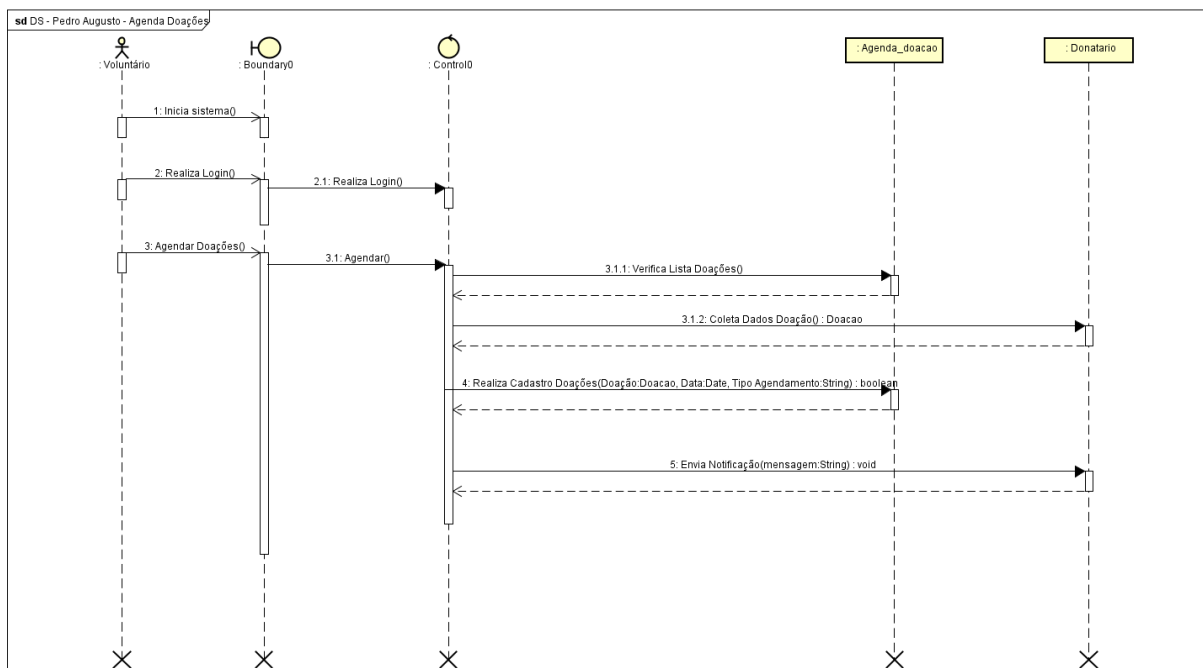 sd DS - Pedro Augusto - Agenda Doações
: Voluntário
: Boundary0
: Control0
: Agenda_doacao
: Donatario
1: Inicia sistema()
2: Realiza Login()
2.1: Realiza Login()
3: Agendar Doações()
3.1: Agendar()
3.1.1: Verifica Lista Doações()
3.1.2: Coleta Dados Doação() : Doacao
4: Realiza Cadastro Doações(Doação:Doacao, Data:Date, Tipo Agendamento:String) : boolean
5: Envia Notificação(mensagem:String) : void